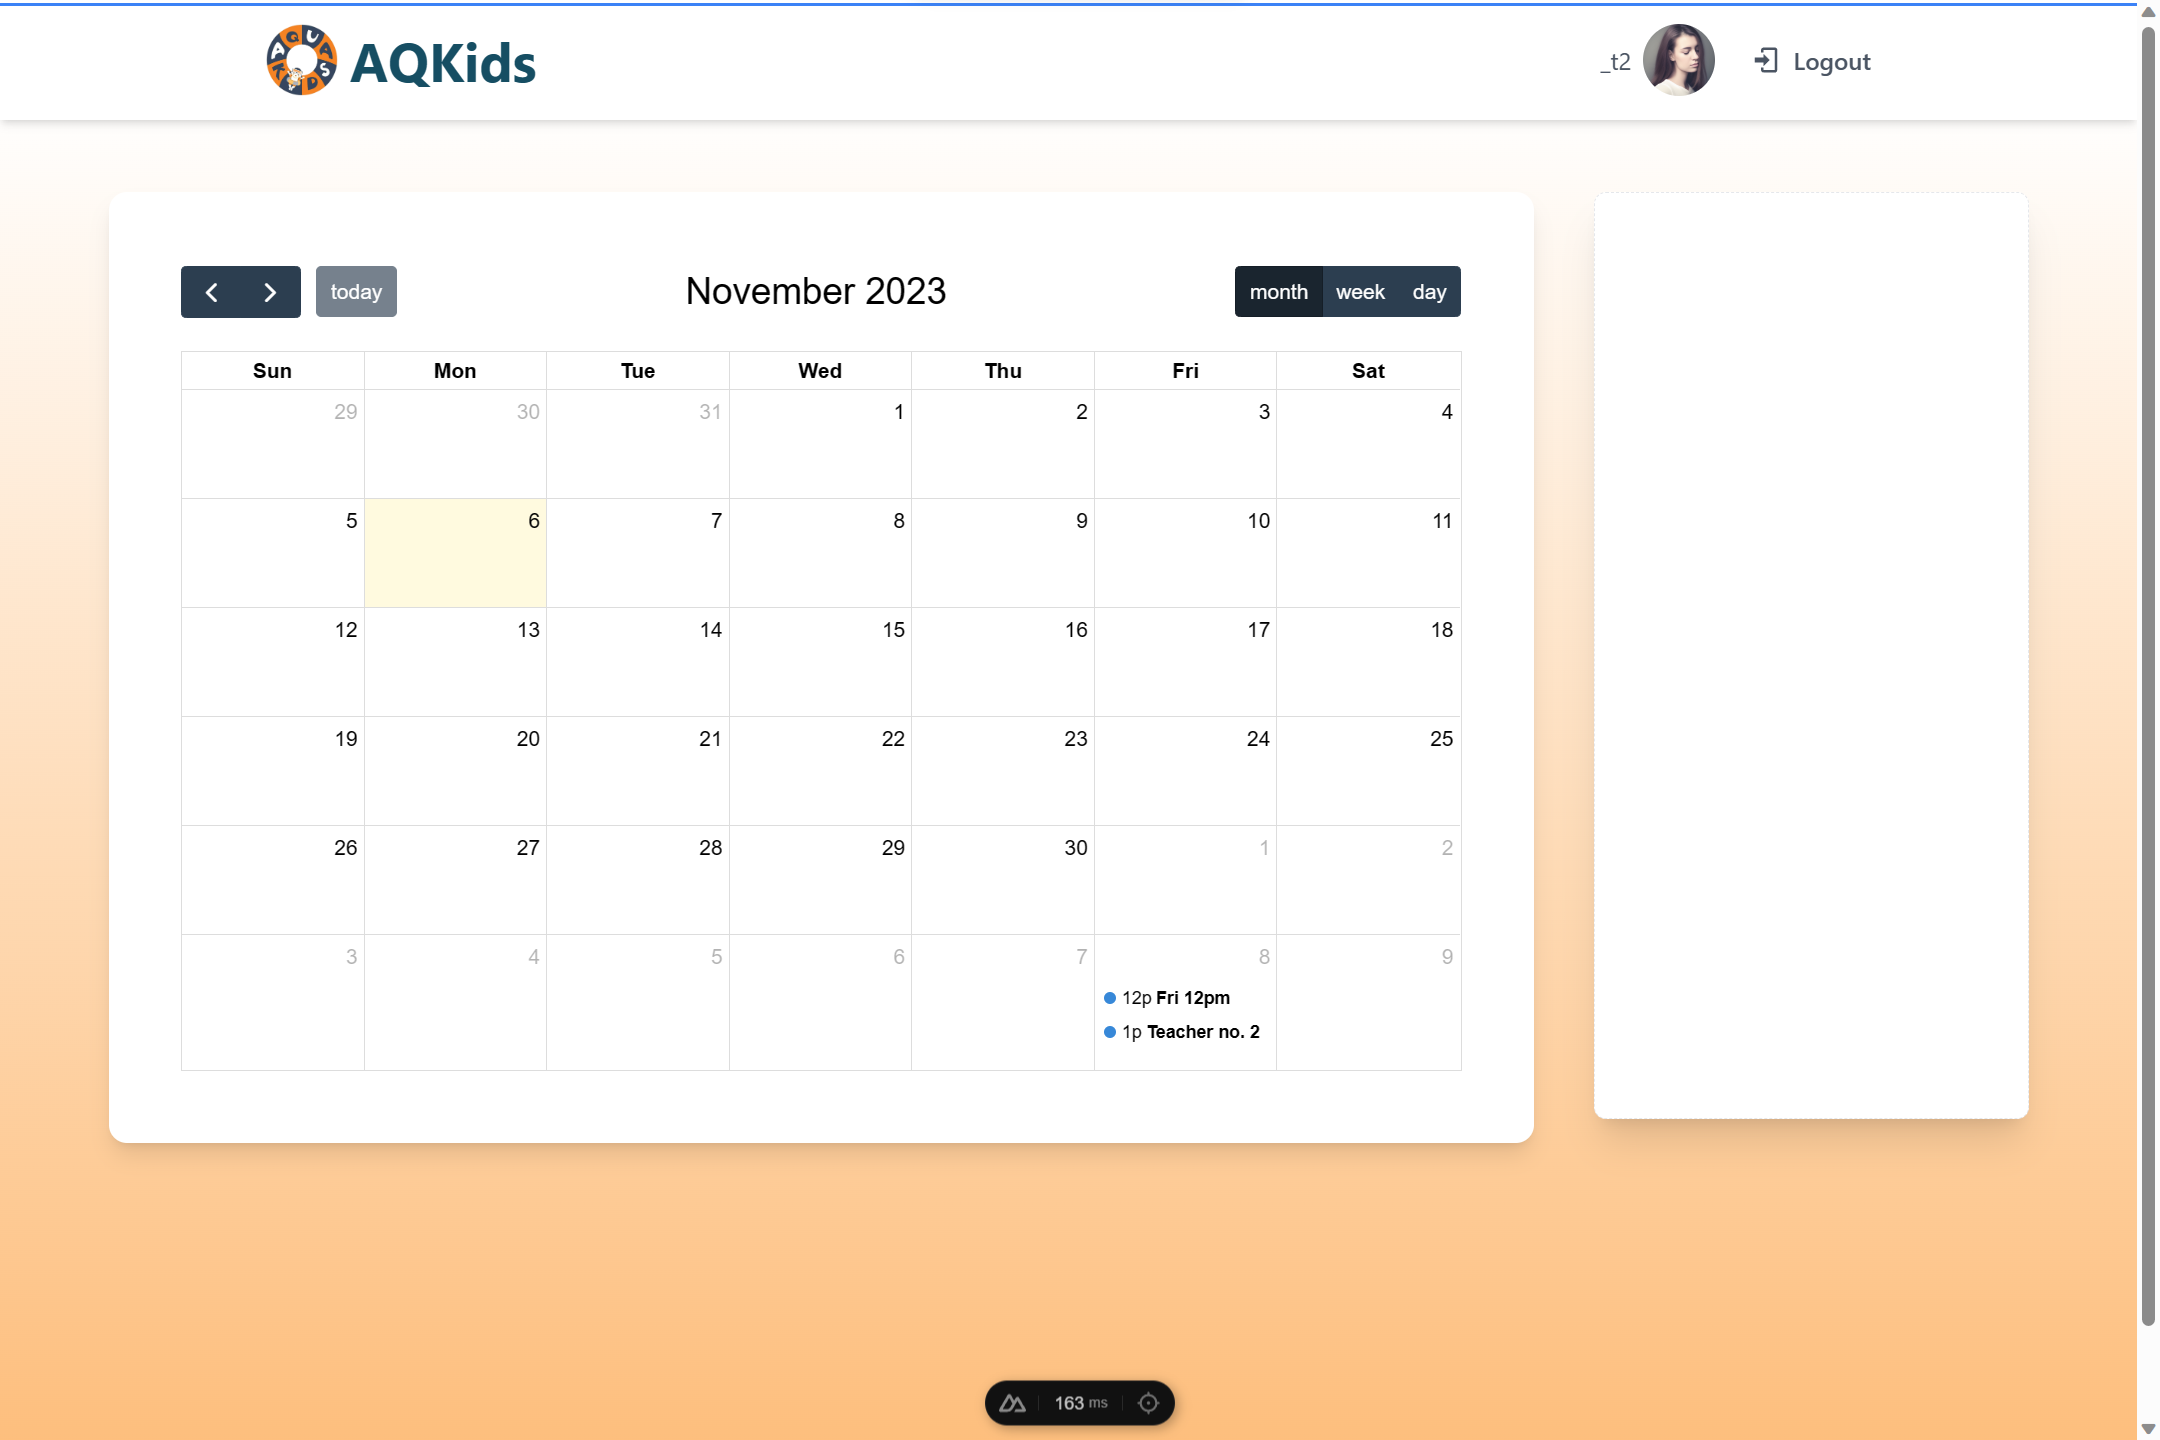 AQUA KIDS
AQKids
_t2
Logout
today
November 2023
month week day
Sun Mon Tue Wed Thu Fri Sat
29 30 31 1 2 3 4
5 6 7 8 9 10 11
12 13 14 15 16 17 18
19 20 21 22 23 24 25
26 27 28 29 30 1 2
3 4 5 6 7 8 9
12p Fri 12pm
1p Teacher no. 2
163 ms